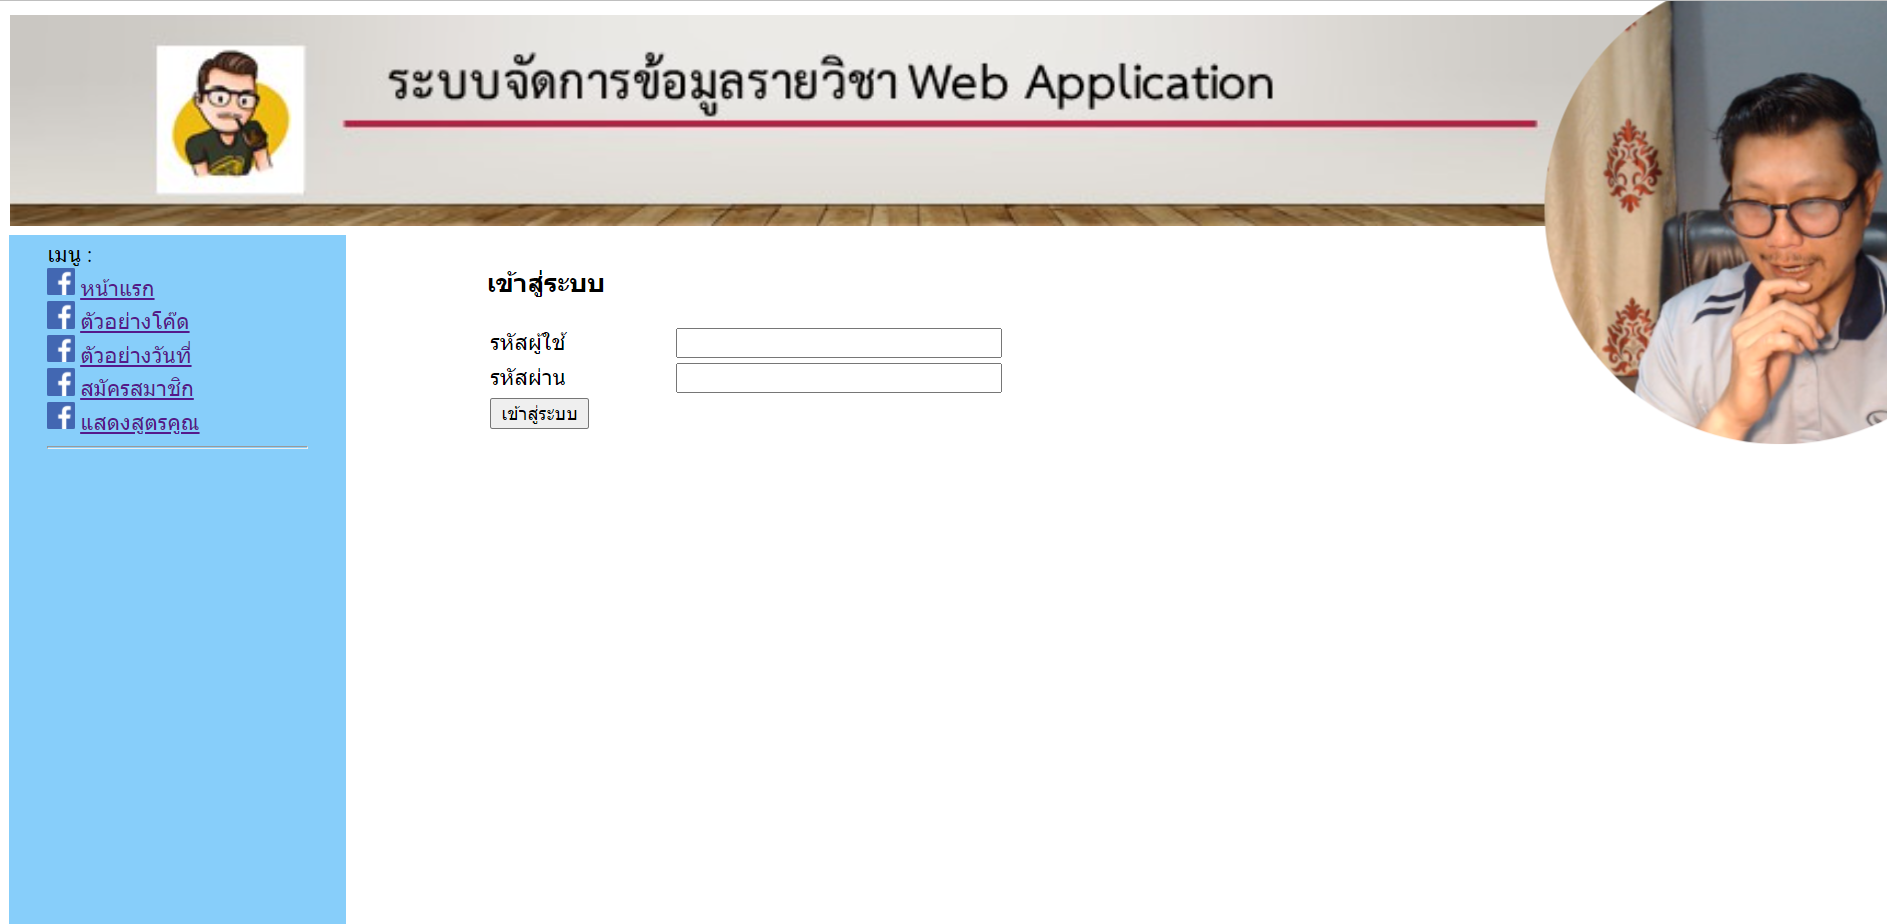 ระบบจัดการข้อมูลรายวิชา Web Application
เมนู :
หน้าแรก
ตัวอย่างโค๊ด
ตัวอย่างวันที่
สมัครสมาชิก
แสดงสูตรคูณ
เข้าสู่ระบบ
รหัสผู้ใช้
รหัสผ่าน
เข้าสู่ระบบ